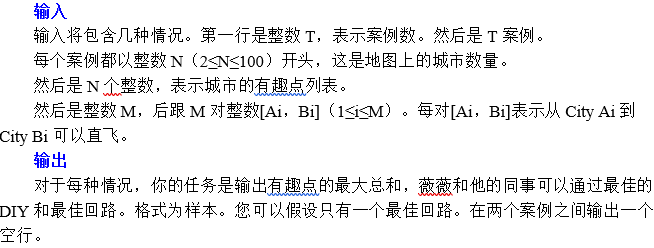 输入
输入将包含几种情况。第一行是整数 T，表示案例数。然后是 T 案例。
每个案例都以整数 N（2≤N≤100）开头，这是地图上的城市数量。
然后是 N 个整数，表示城市的有趣点列表。
然后是整数 M，后跟 M 对整数[Ai，Bi]（1≤i≤M）。每对[Ai，Bi]表示从 City Ai 到
City Bi 可以直飞。
输出
对于每种情况，你的任务是输出有趣点的最大总和，薇薇和他的同事可以通过最佳的
DIY 和最佳回路。格式为样本。您可以假设只有一个最佳回路。在两个案例之间输出一个
空行。